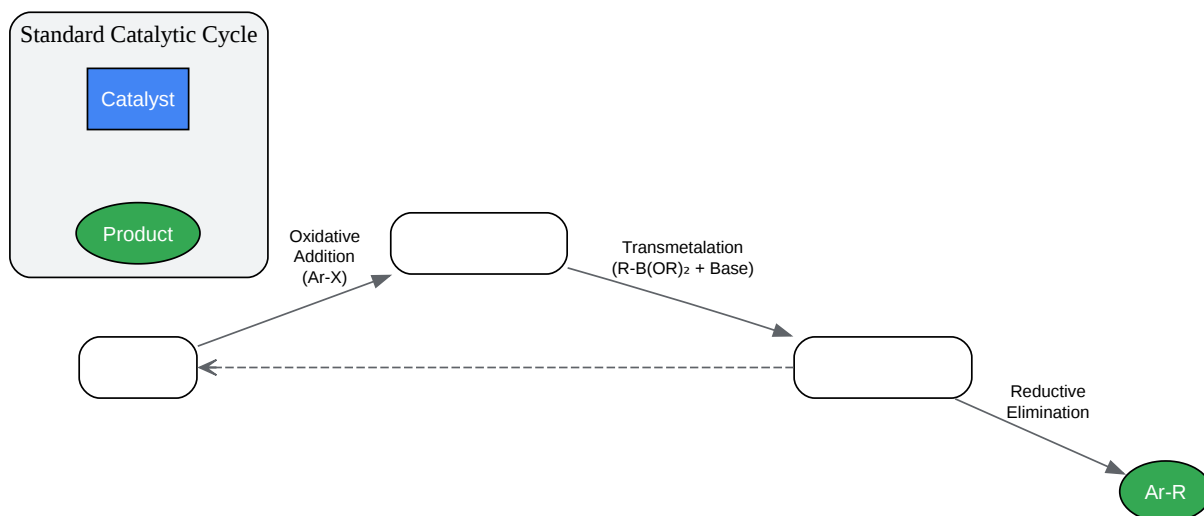 Standard Catalytic Cycle
Catalyst
Product
Oxidative
Addition
(Ar-X)
Transmetalation
(R-B(OR)₂ + Base)
Reductive
Elimination
Ar-R